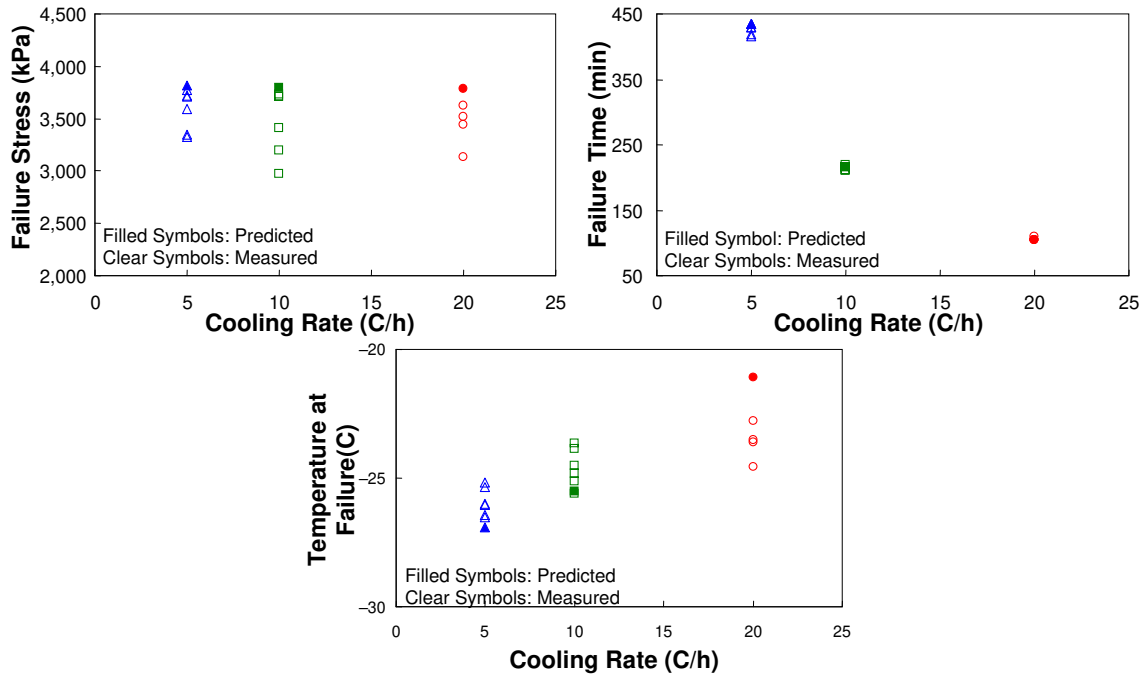 4,500
4,000
3,500
3,000
2,500
2,000
Failure Stress (kPa)
Filled Symbols: Predicted
Clear Symbols: Measured
0 5 10 15 20 25
Cooling Rate (C/h)
450
350
250
150
50
Failure Time (min)
Filled Symbol: Predicted
Clear Symbols: Measured
0 5 10 15 20 25
Cooling Rate (C/h)
–20
–25
–30
Temperature at
Failure(C)
Filled Symbols: Predicted
Clear Symbols: Measured
0 5 10 15 20 25
Cooling Rate (C/h)